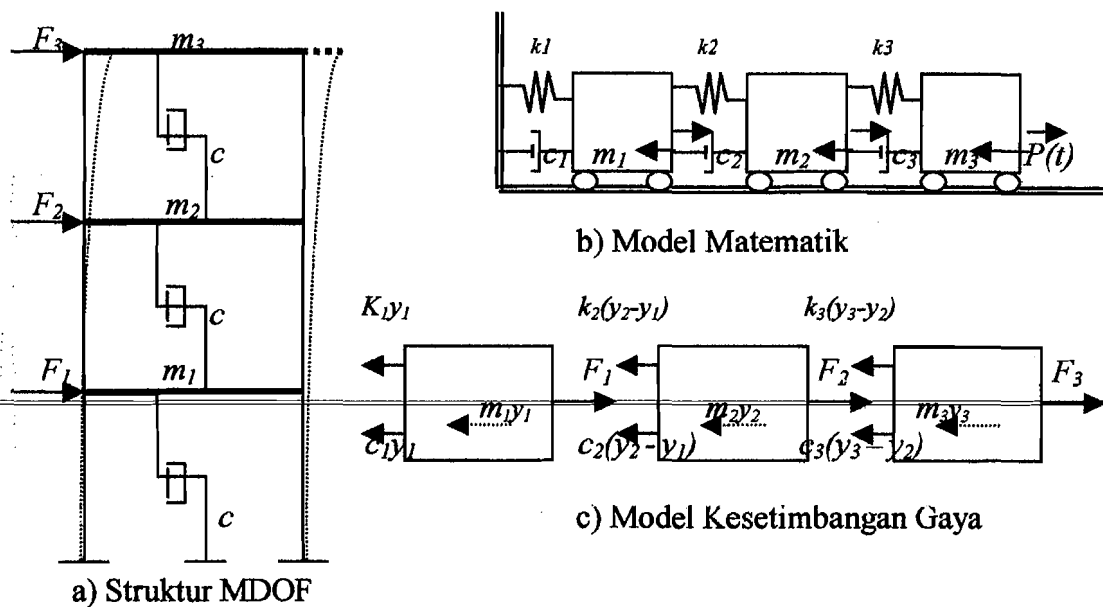 F3
m3
c
F2
m2
c
F1
m1
c
a) Struktur MDOF
k1
k2
k3
c1
m1
c2
m2
c3
m3
P(t)
b) Model Matematik
K1y1
k2(y2-y1)
k3(y3-y2)
F1
F2
F3
m1y1
m2y2
m3y3
c1y1
c2(y2 - y1)
c3(y3 – y2)
c) Model Kesetimbangan Gaya